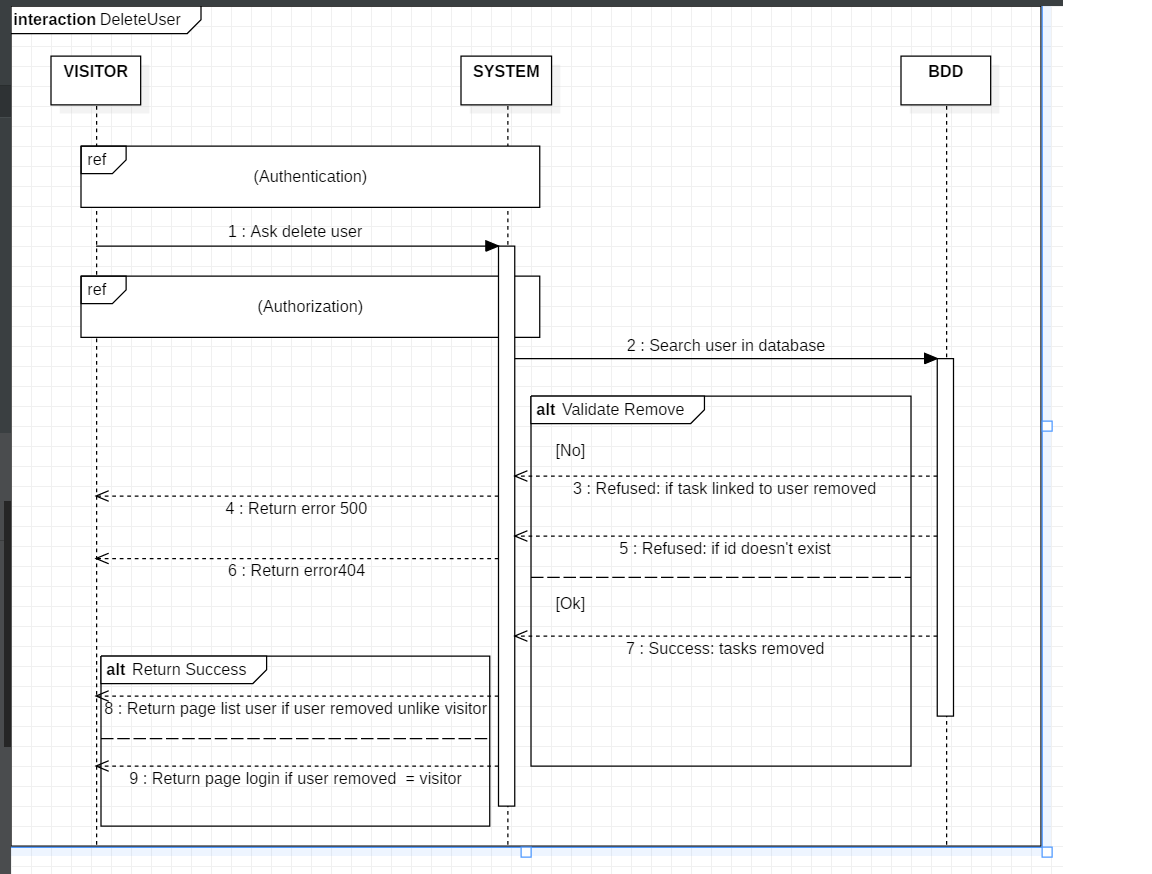 interaction DeleteUser
VISITOR
SYSTEM
BDD
ref
(Authentication)
1 : Ask delete user
ref
(Authorization)
2 : Search user in database
alt Validate Remove
[No]
3 : Refused: if task linked to user removed
4 : Return error 500
5 : Refused: if id doesn't exist
6 : Return error404
[Ok]
7 : Success: tasks removed
alt Return Success
8 : Return page list user if user removed unlike visitor
9 : Return page login if user removed  = visitor